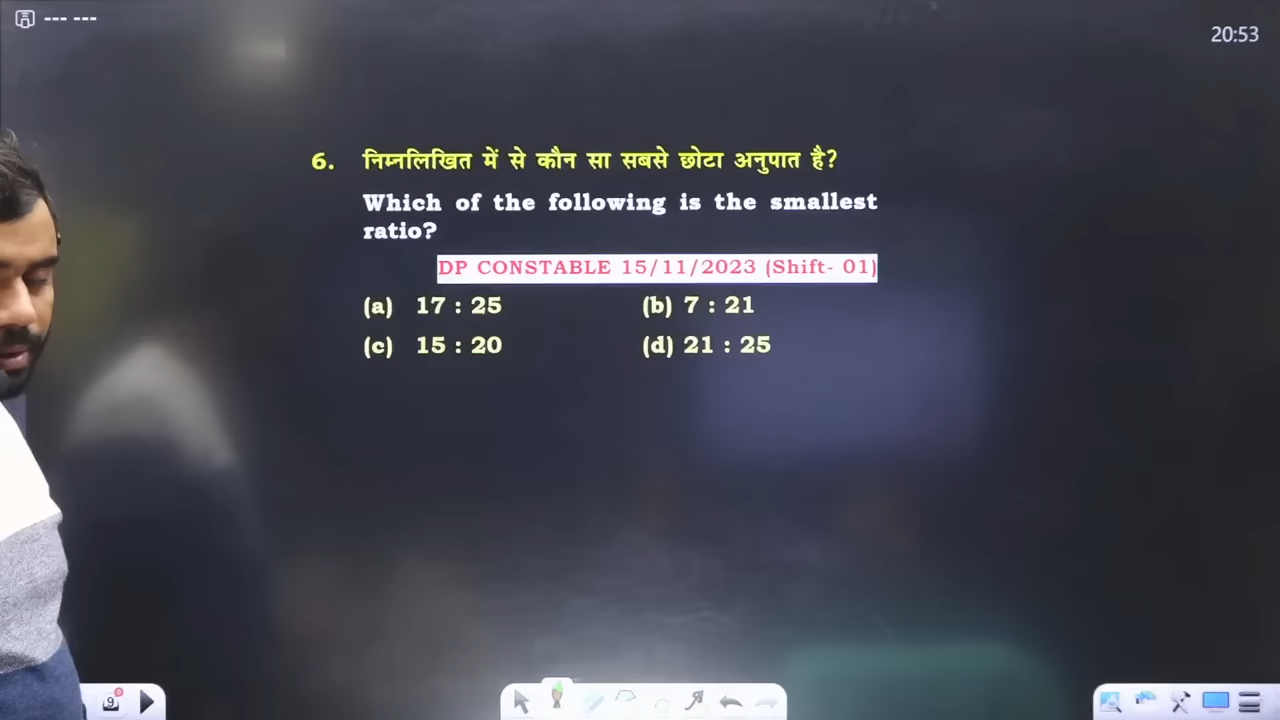 --- ---
20:53
6. निम्नलिखित में से कौन सा सबसे छोटा अनुपात है?
Which of the following is the smallest
ratio?
DP CONSTABLE 15/11/2023 (Shift- 01)
(a) 17 : 25 (b) 7 : 21
(c) 15 : 20 (d) 21 : 25
9